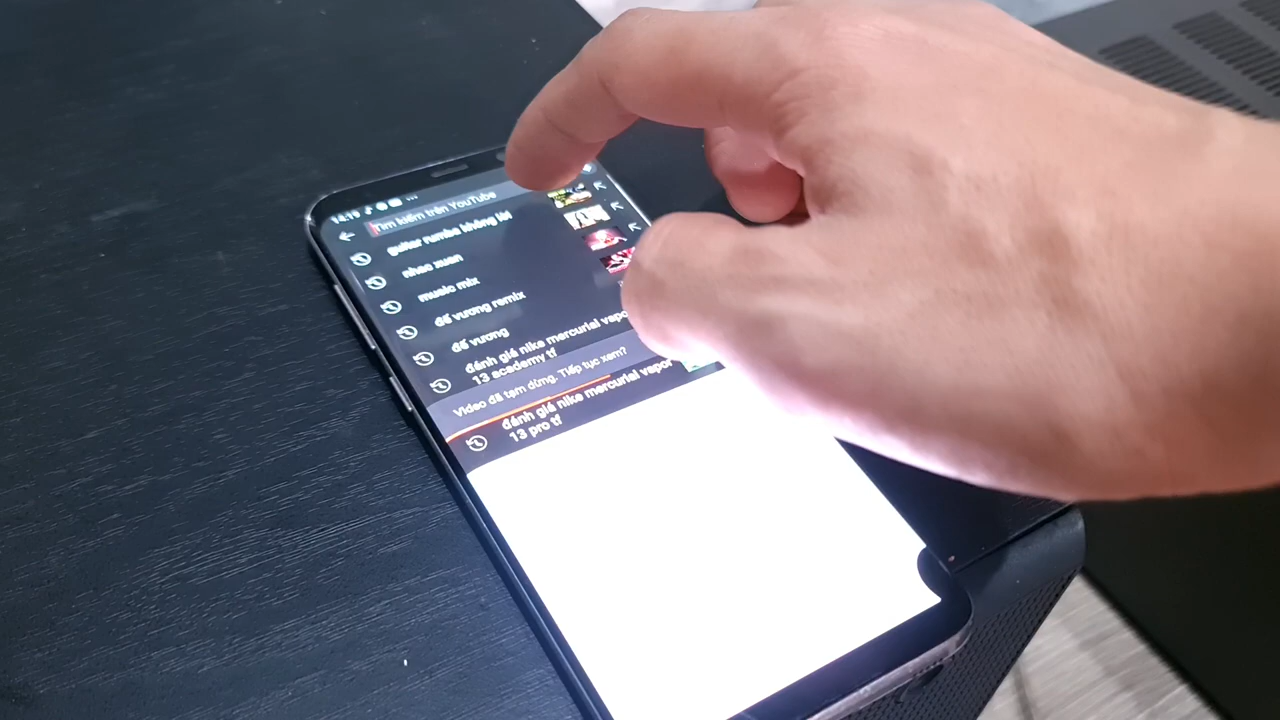 14:19
Tìm kiếm trên YouTube
guitar rumba không lời
nhac xuan
music mix
đế vương remix
đế vương
đánh giá nike mercurial vapor
13 academy tf
Video đã tạm dừng. Tiếp tục xem?
đánh giá nike mercurial vapor
13 pro tf